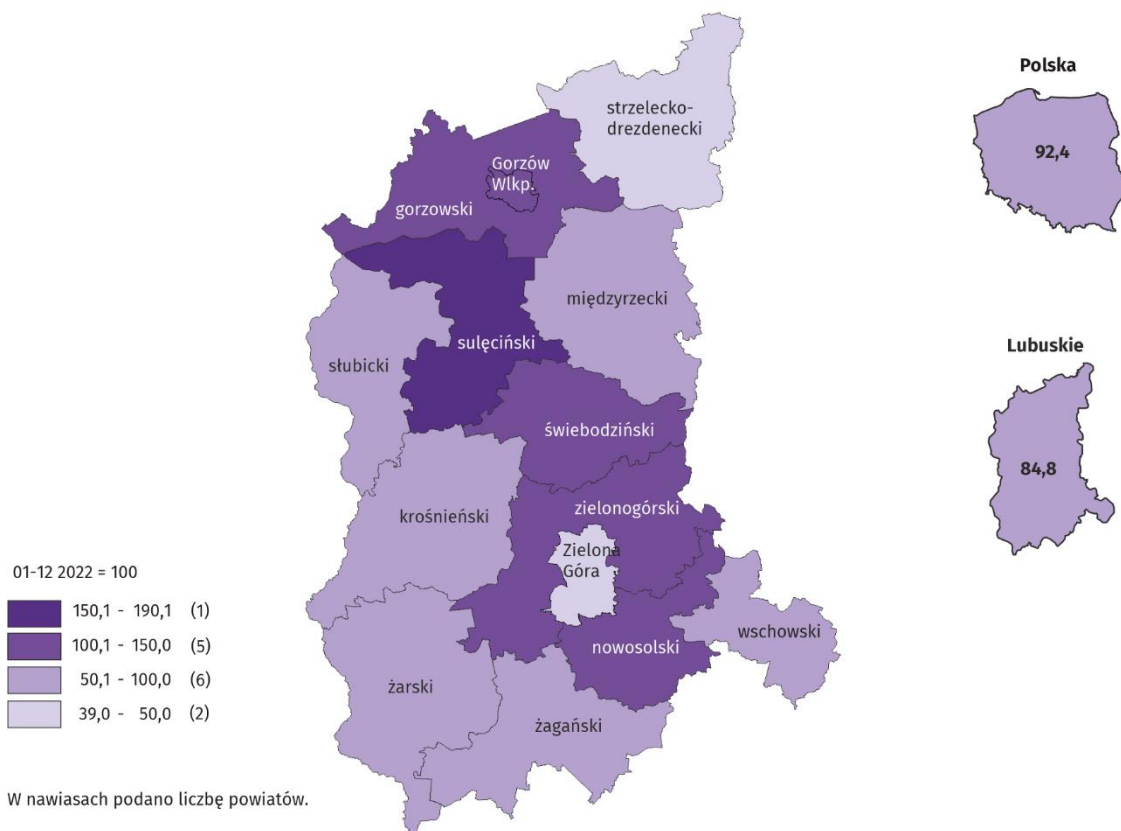 Polska
92,4
Lubuskie
84,8
strzelecko-
drezdenecki
Gorzów
Wlkp.
gorzowski
międzyrzecki
sulęciński
słubicki
świebodziński
zielonogórski
krośnieński
Zielona
Góra
wschowski
nowosolski
żarski
żagański
01-12 2022 = 100
150,1 - 190,1 (1)
100,1 - 150,0 (5)
50,1 - 100,0 (6)
39,0 - 50,0 (2)
W nawiasach podano liczbę powiatów.